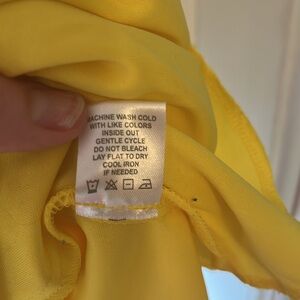 MACHINE WASH COLD
WITH LIKE COLORS
INSIDE OUT
GENTLE CYCLE
DO NOT BLEACH
LAY FLAT TO DRY
COOL IRON
IF NEEDED